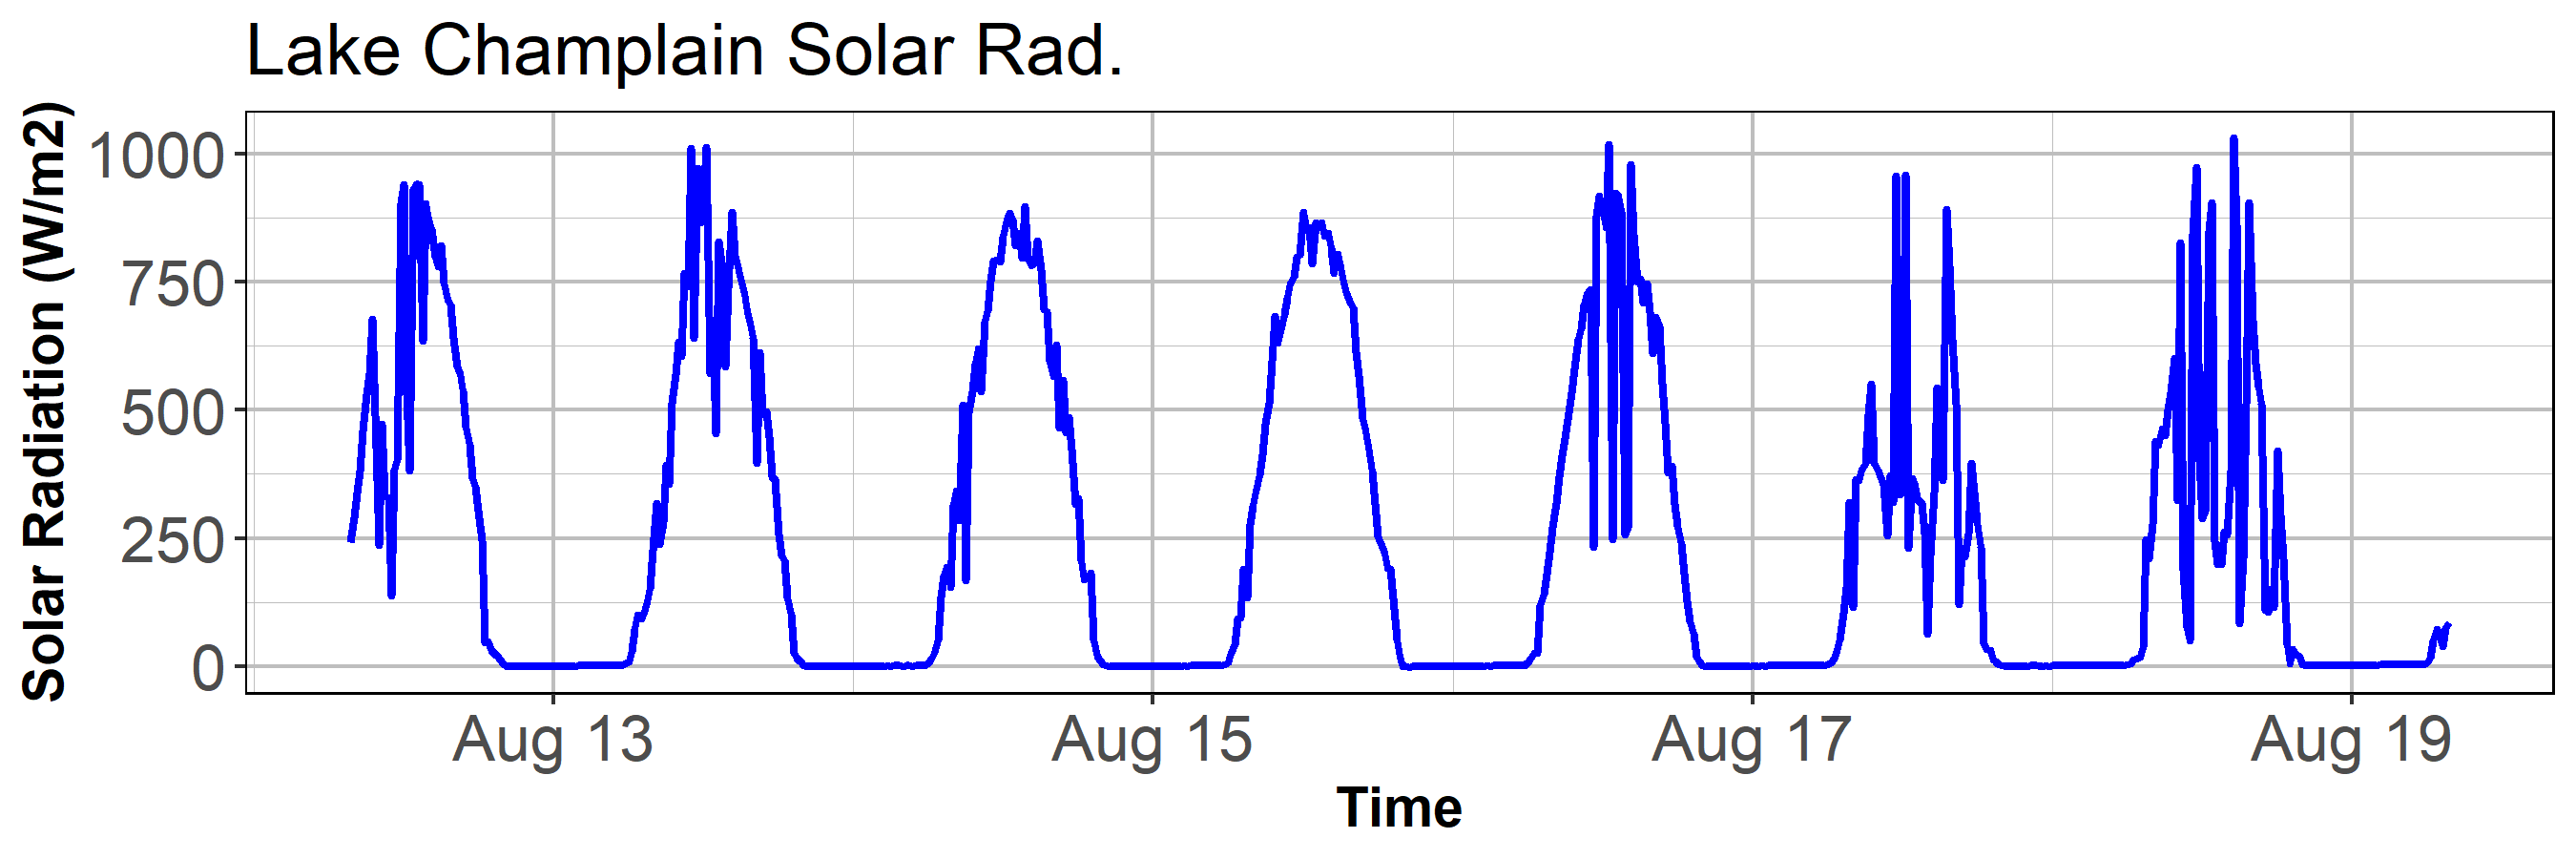 Lake Champlain Solar Rad.
Solar Radiation (W/m2)
1000
750
500
250
0
Aug 13 Aug 15 Aug 17 Aug 19
Time